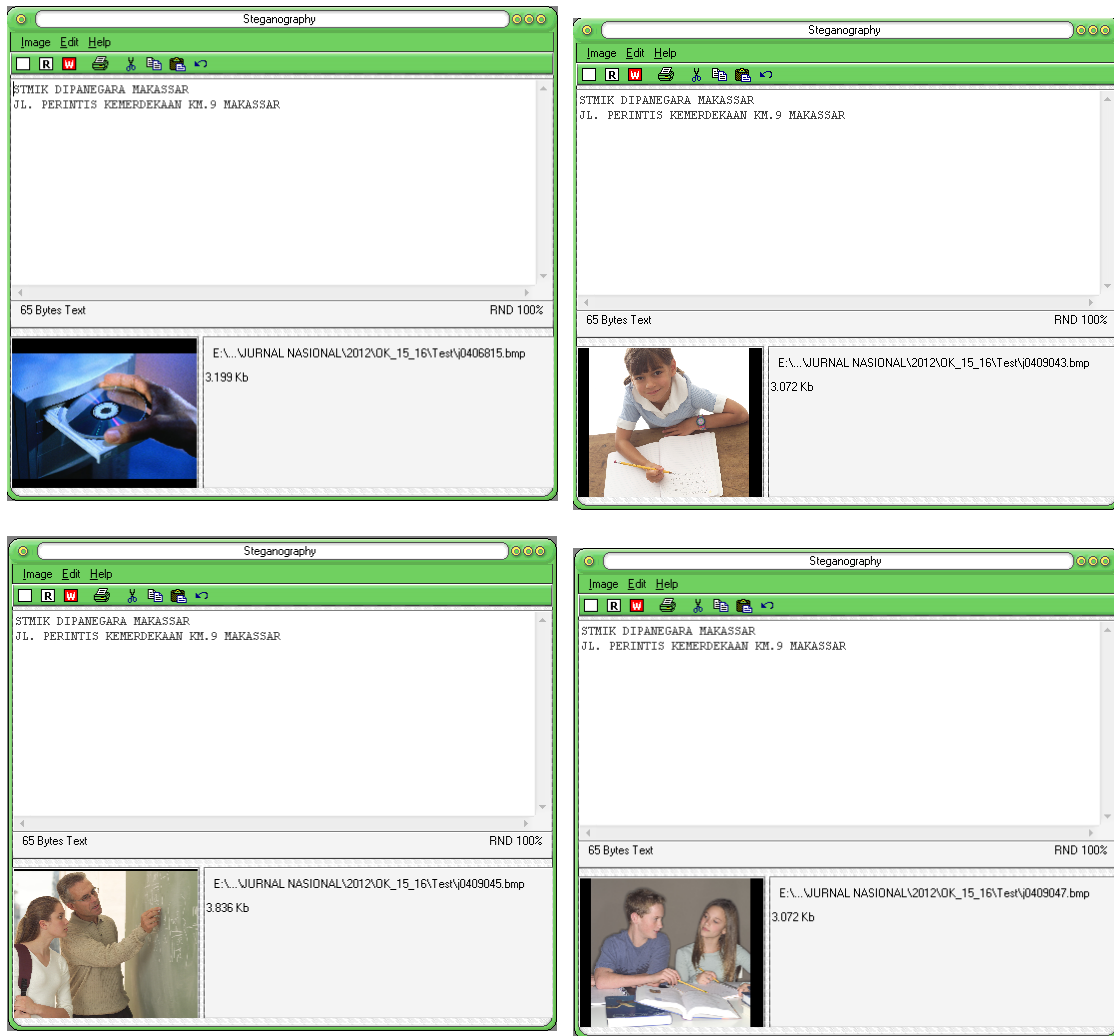 Steganography
Image Edit Help
R W
STMIK DIPANEGARA MAKASSAR
JL. PERINTIS KEMERDEKAAN KM.9 MAKASSAR
65 Bytes Text RND 100%
E:\...\JURNAL NASIONAL\2012\OK_15_16\Test\j0406815.bmp
3.199 Kb
Steganography
Image Edit Help
R W
STMIK DIPANEGARA MAKASSAR
JL. PERINTIS KEMERDEKAAN KM.9 MAKASSAR
65 Bytes Text RND 100%
E:\...\JURNAL NASIONAL\2012\OK_15_16\Test\j0409043.bmp
3.072 Kb
Steganography
Image Edit Help
R W
STMIK DIPANEGARA MAKASSAR
JL. PERINTIS KEMERDEKAAN KM.9 MAKASSAR
65 Bytes Text RND 100%
E:\...\JURNAL NASIONAL\2012\OK_15_16\Test\j0409045.bmp
3.836 Kb
Steganography
Image Edit Help
R W
STMIK DIPANEGARA MAKASSAR
JL. PERINTIS KEMERDEKAAN KM.9 MAKASSAR
65 Bytes Text RND 100%
E:\...\JURNAL NASIONAL\2012\OK_15_16\Test\j0409047.bmp
3.072 Kb